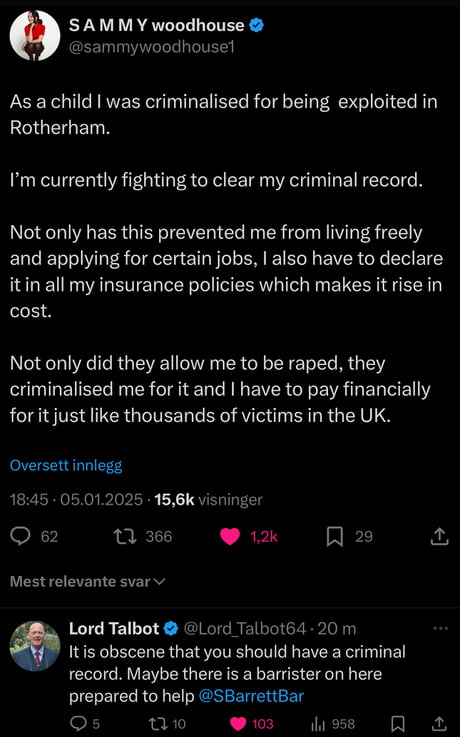 S A M M Y woodhouse
@sammywoodhouse1
As a child I was criminalised for being  exploited in
Rotherham.
I’m currently fighting to clear my criminal record.
Not only has this prevented me from living freely
and applying for certain jobs, I also have to declare
it in all my insurance policies which makes it rise in
cost.
Not only did they allow me to be raped, they
criminalised me for it and I have to pay financially
for it just like thousands of victims in the UK.
Oversett innlegg
18:45 · 05.01.2025 · 15,6k visninger
62 366 1,2k 29
Mest relevante svar
Lord Talbot @Lord_Talbot64 · 20 m
It is obscene that you should have a criminal
record. Maybe there is a barrister on here
prepared to help @SBarrettBar
5 10 103 958